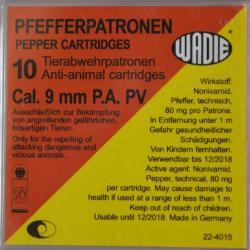 PFEFFERPATRONEN
PEPPER CARTRIDGES
WADIE
10 Tierabwehrpatronen
Anti-animal cartridges
Cal. 9 mm P.A. PV
Ausschließlich zur Bekämpfung
von angreifenden gefährlichen,
bösartigen Tieren.
Only for the repelling of
attacking dangerous and
vicious animals.
Wirkstoff:
Nonivamid.
Pfeffer, technisch,
80 mg pro Patrone.
In Entfernung unter 1 m
Gefahr gesundheitlicher
Schädigungen.
Von Kindern fernhalten.
Verwendbar bis 12/2018
Active agent: Nonivamid.
Pepper, technical, 80 mg
per cartridge. May cause damage to
health if used at a range of less than 1 m.
Keep out of reach of children.
Usable until 12/2018. Made in Germany
22-4015